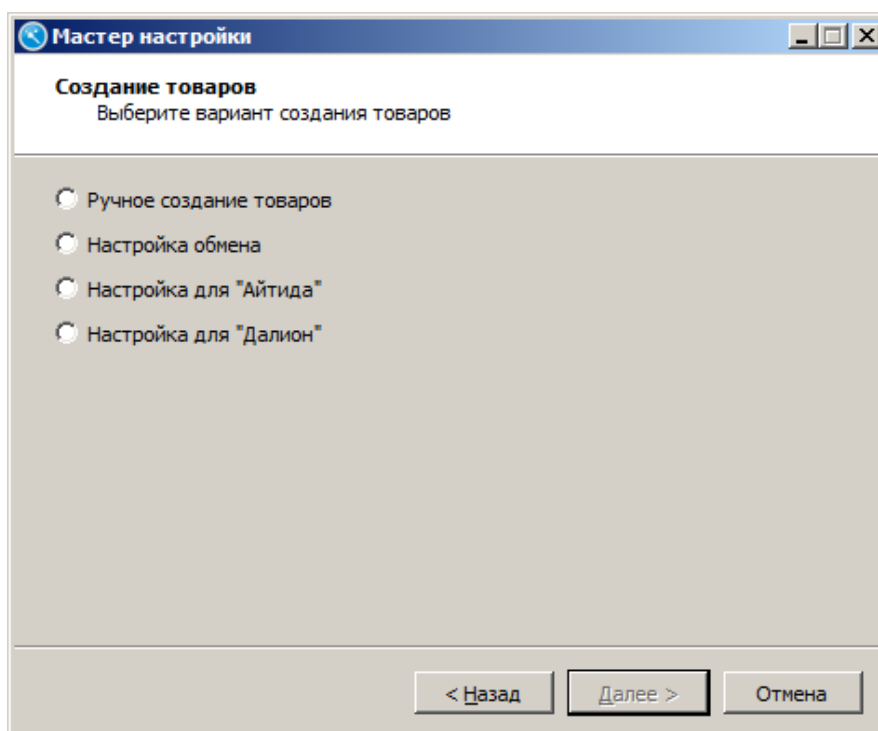 Мастер настройки
Создание товаров
Выберите вариант создания товаров
Ручное создание товаров
Настройка обмена
Настройка для "Айтида"
Настройка для "Далион"
< Назад
Далее >
Отмена